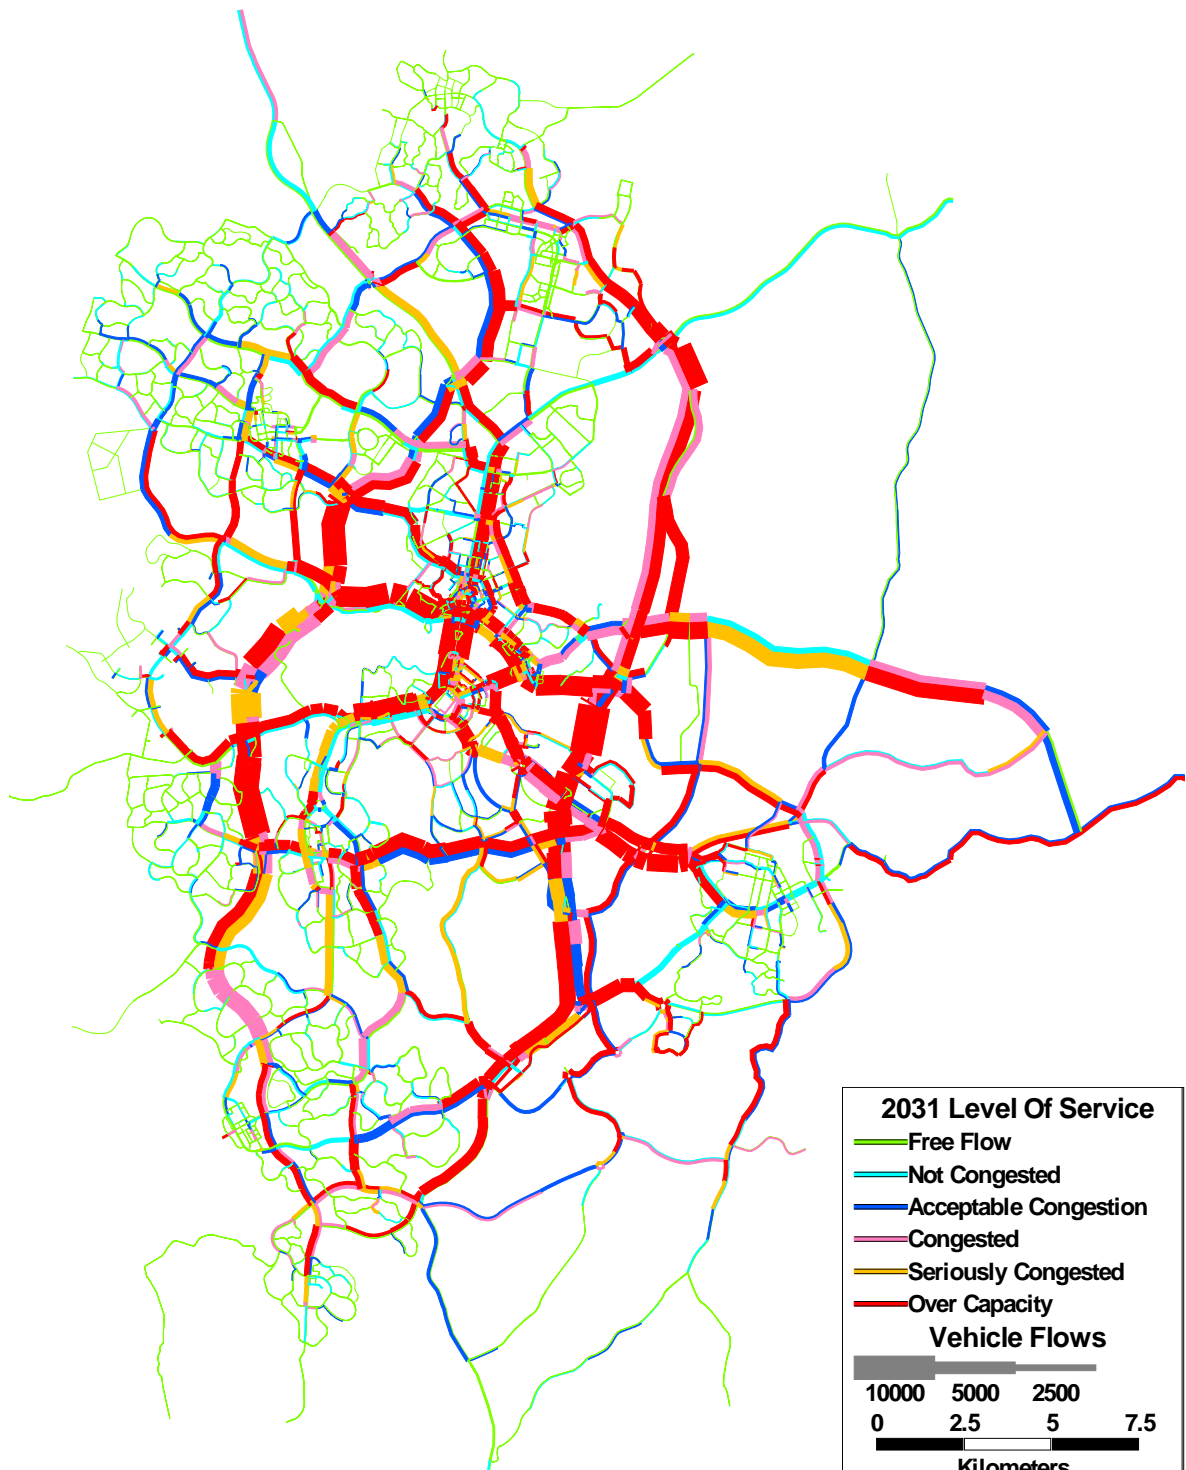 2031 Level Of Service
Free Flow
Not Congested
Acceptable Congestion
Congested
Seriously Congested
Over Capacity
Vehicle Flows
10000 5000 2500
0 2.5 5 7.5
Kilometers